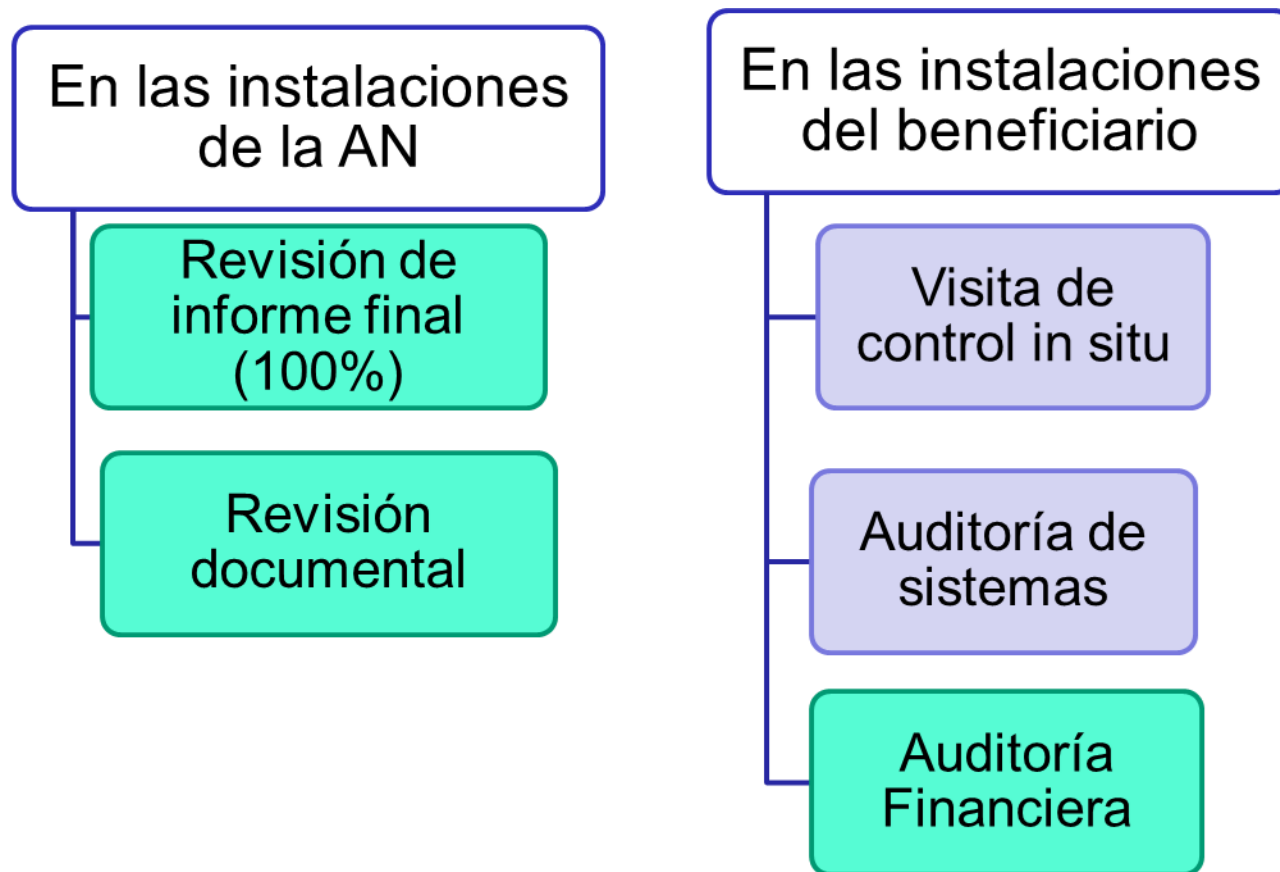 En las instalaciones
de la AN
Revisión de
informe final
(100%)
Revisión
documental
En las instalaciones
del beneficiario
Visita de
control in situ
Auditoría de
sistemas
Auditoría
Financiera